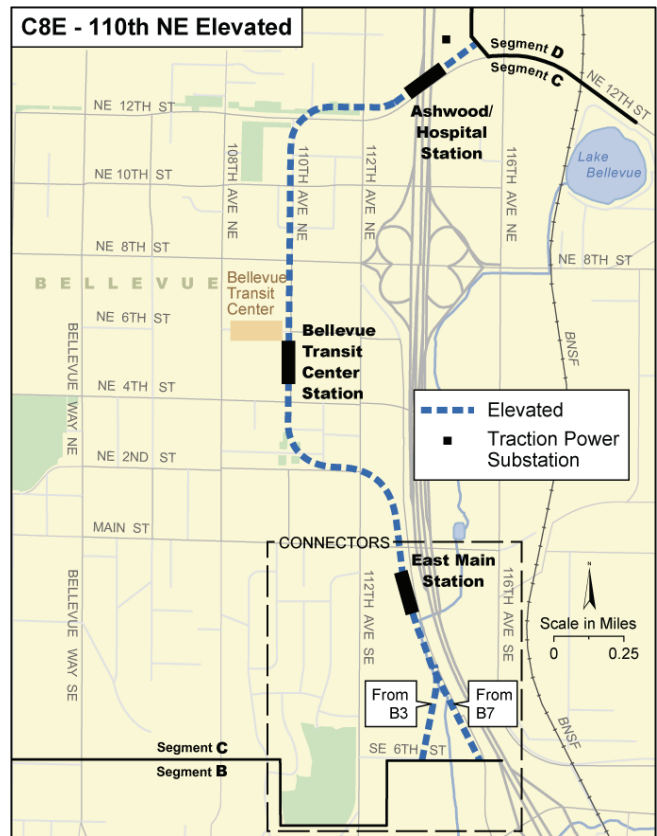 C8E - 110th NE Elevated
Segment D
Segment C
NE 12TH ST
NE 12TH ST
Ashwood/
Hospital
Station
Lake
Bellevue
108TH AVE NE
110TH AVE NE
112TH AVE NE
116TH AVE NE
NE 10TH ST
NE 8TH ST
NE 8TH ST
BELLEVUE
Bellevue
Transit
Center
NE 6TH ST
BNSF
Bellevue
Transit
Center
Station
BELLEVUE WAY NE
NE 4TH ST
Elevated
Traction Power
Substation
NE 2ND ST
MAIN ST
CONNECTORS
East Main
Station
BELLEVUE WAY SE
112TH AVE SE
116TH AVE SE
N
Scale in Miles
0 0.25
From
B3
From
B7
BNSF
SE 6TH ST
Segment C
Segment B